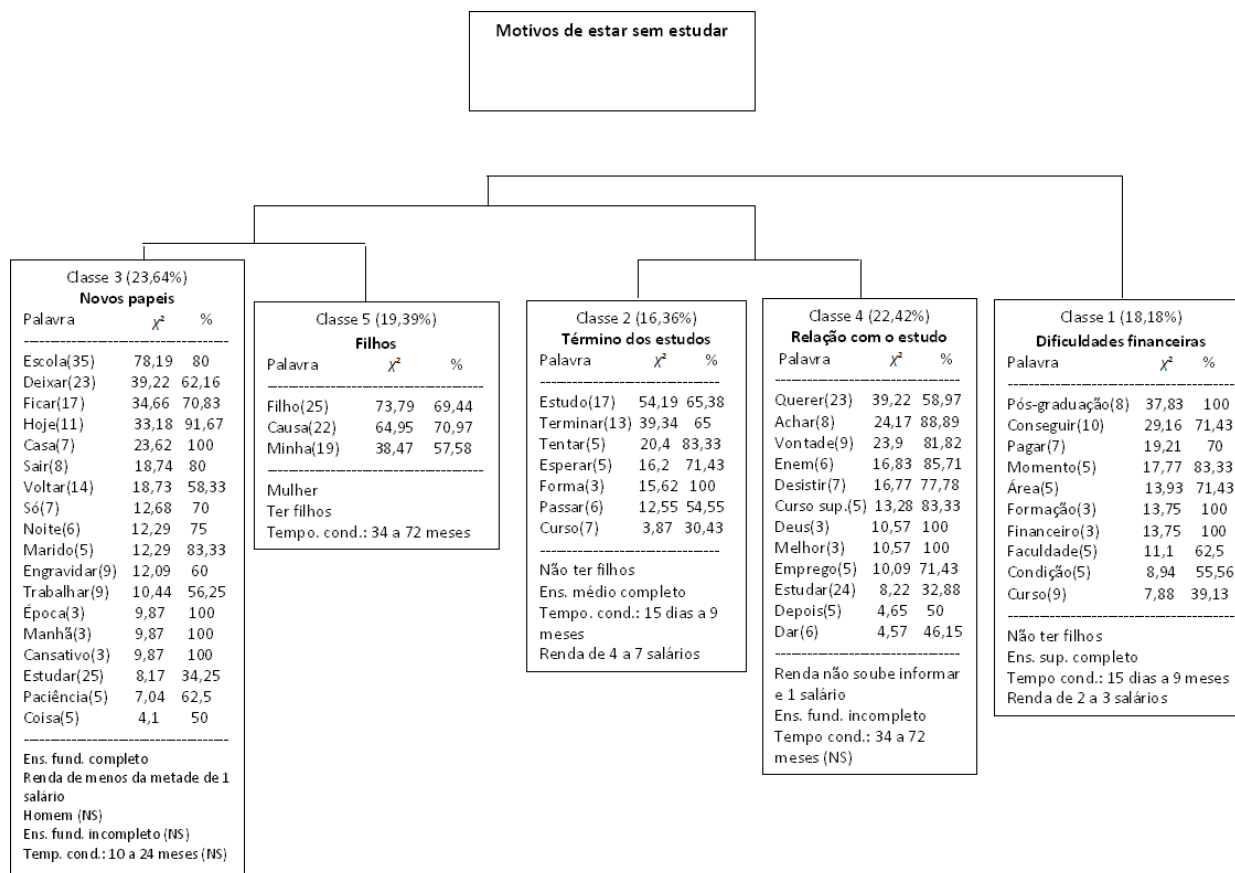 Motivos de estar sem estudar
Classe 3 (23,64%)
Novos papeis
Palavra χ² %
Escola(35) 78,19 80
Deixar(23) 39,22 62,16
Ficar(17) 34,66 70,83
Hoje(11) 33,18 91,67
Casa(7) 23,62 100
Sair(8) 18,74 80
Voltar(14) 18,73 58,33
Só(7) 12,68 70
Noite(6) 12,29 75
Marido(5) 12,29 83,33
Engravidar(9) 12,09 60
Trabalhar(9) 10,44 56,25
Época(3) 9,87 100
Manhã(3) 9,87 100
Cansativo(3) 9,87 100
Estudar(25) 8,17 34,25
Paciência(5) 7,04 62,5
Coisa(5) 4,1 50
Ens. fund. completo
Renda de menos da metade de 1
salário
Homem (NS)
Ens. fund. incompleto (NS)
Temp. cond.: 10 a 24 meses (NS)
Classe 5 (19,39%)
Filhos
Palavra χ² %
Filho(25) 73,79 69,44
Causa(22) 64,95 70,97
Minha(19) 38,47 57,58
Mulher
Ter filhos
Tempo. cond.: 34 a 72 meses
Classe 2 (16,36%)
Término dos estudos
Palavra χ² %
Estudo(17) 54,19 65,38
Terminar(13) 39,34 65
Tentar(5) 20,4 83,33
Esperar(5) 16,2 71,43
Forma(3) 15,62 100
Passar(6) 12,55 54,55
Curso(7) 3,87 30,43
Não ter filhos
Ens. médio completo
Tempo. cond.: 15 dias a 9
meses
Renda de 4 a 7 salários
Classe 4 (22,42%)
Relação com o estudo
Palavra χ² %
Querer(23) 39,22 58,97
Achar(8) 24,17 88,89
Vontade(9) 23,9 81,82
Enem(6) 16,83 85,71
Desistir(7) 16,77 77,78
Curso sup.(5) 13,28 83,33
Deus(3) 10,57 100
Melhor(3) 10,57 100
Emprego(5) 10,09 71,43
Estudar(24) 8,22 32,88
Depois(5) 4,65 50
Dar(6) 4,57 46,15
Renda não soube informar
e 1 salário
Ens. fund. incompleto
Tempo cond.: 34 a 72
meses (NS)
Classe 1 (18,18%)
Dificuldades financeiras
Palavra χ² %
Pós-graduação(8) 37,83 100
Conseguir(10) 29,16 71,43
Pagar(7) 19,21 70
Momento(5) 17,77 83,33
Área(5) 13,93 71,43
Formação(3) 13,75 100
Financeiro(3) 13,75 100
Faculdade(5) 11,1 62,5
Condição(5) 8,94 55,56
Curso(9) 7,88 39,13
Não ter filhos
Ens. sup. completo
Tempo cond.: 15 dias a 9 meses
Renda de 2 a 3 salários